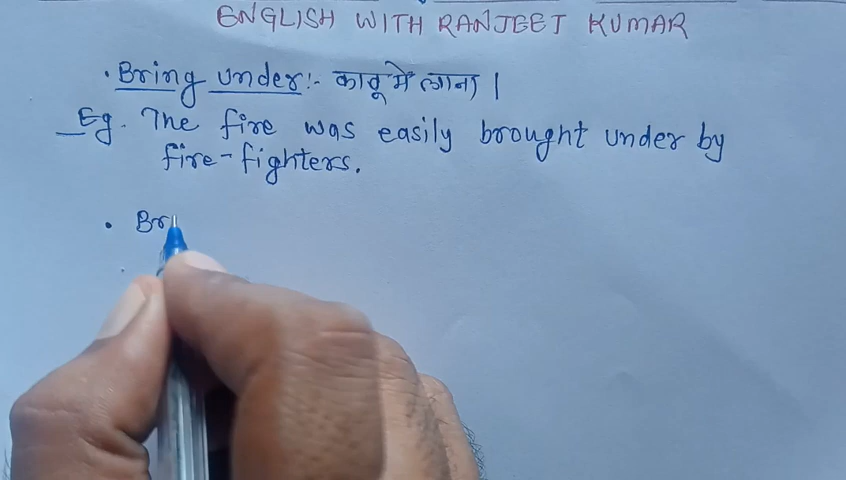 ENGLISH WITH RANJEET KUMAR
• Bring under:- काबू में लाना।
Eg. The fire was easily brought under by
fire-fighters.
• Br